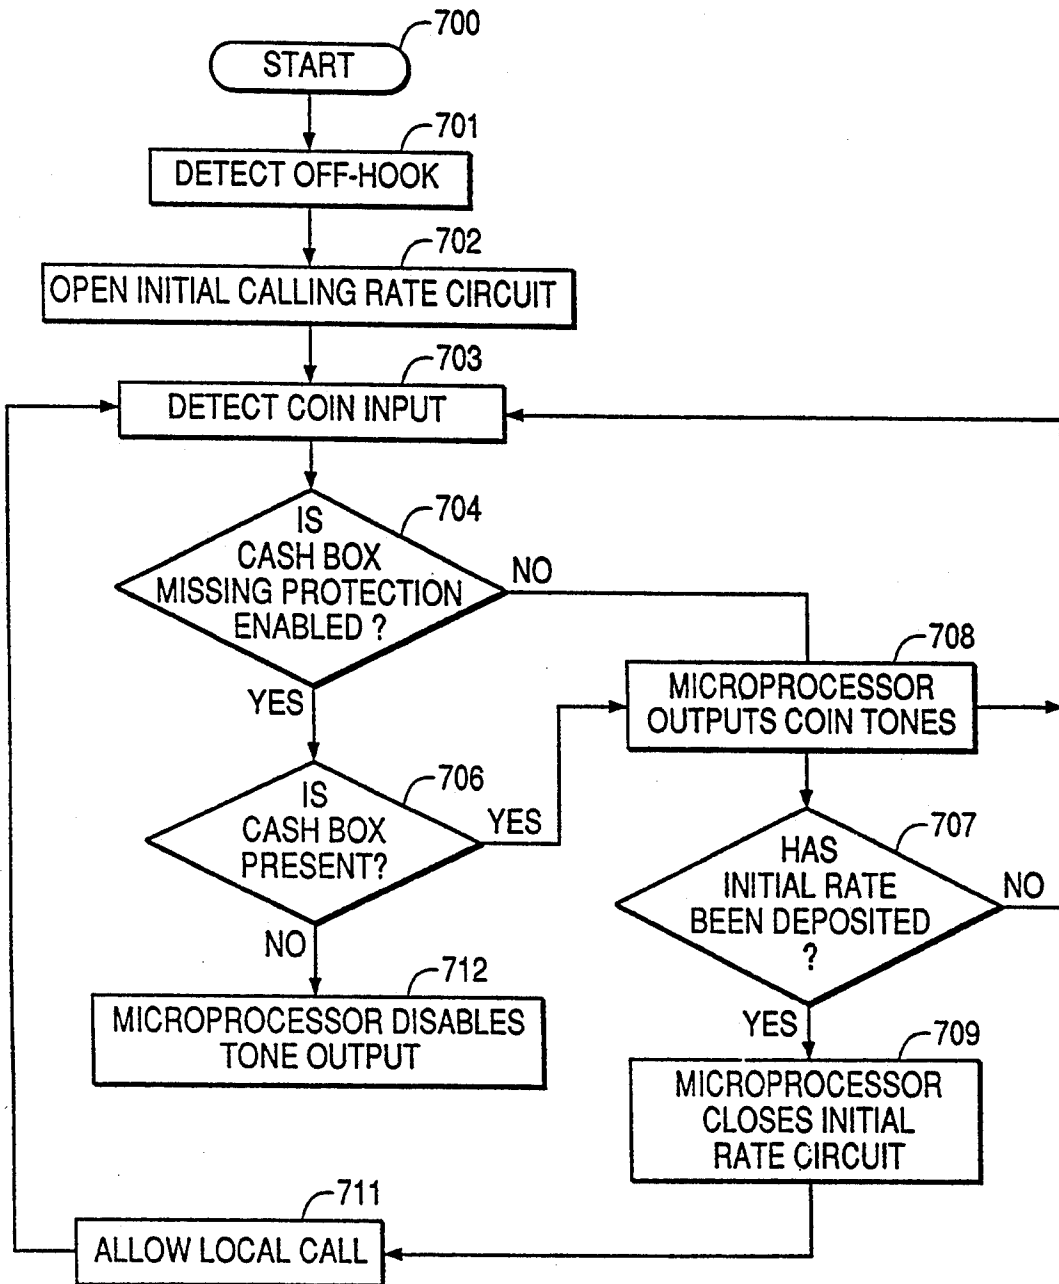 700
START
701
DETECT OFF-HOOK
702
OPEN INITIAL CALLING RATE CIRCUIT
703
DETECT COIN INPUT
704
IS
CASH BOX
MISSING PROTECTION
ENABLED ?
NO
YES
708
MICROPROCESSOR
OUTPUTS COIN TONES
706
IS
CASH BOX
PRESENT?
YES
NO
707
HAS
INITIAL RATE
BEEN DEPOSITED
?
NO
YES
712
MICROPROCESSOR DISABLES
TONE OUTPUT
709
MICROPROCESSOR
CLOSES INITIAL
RATE CIRCUIT
711
ALLOW LOCAL CALL